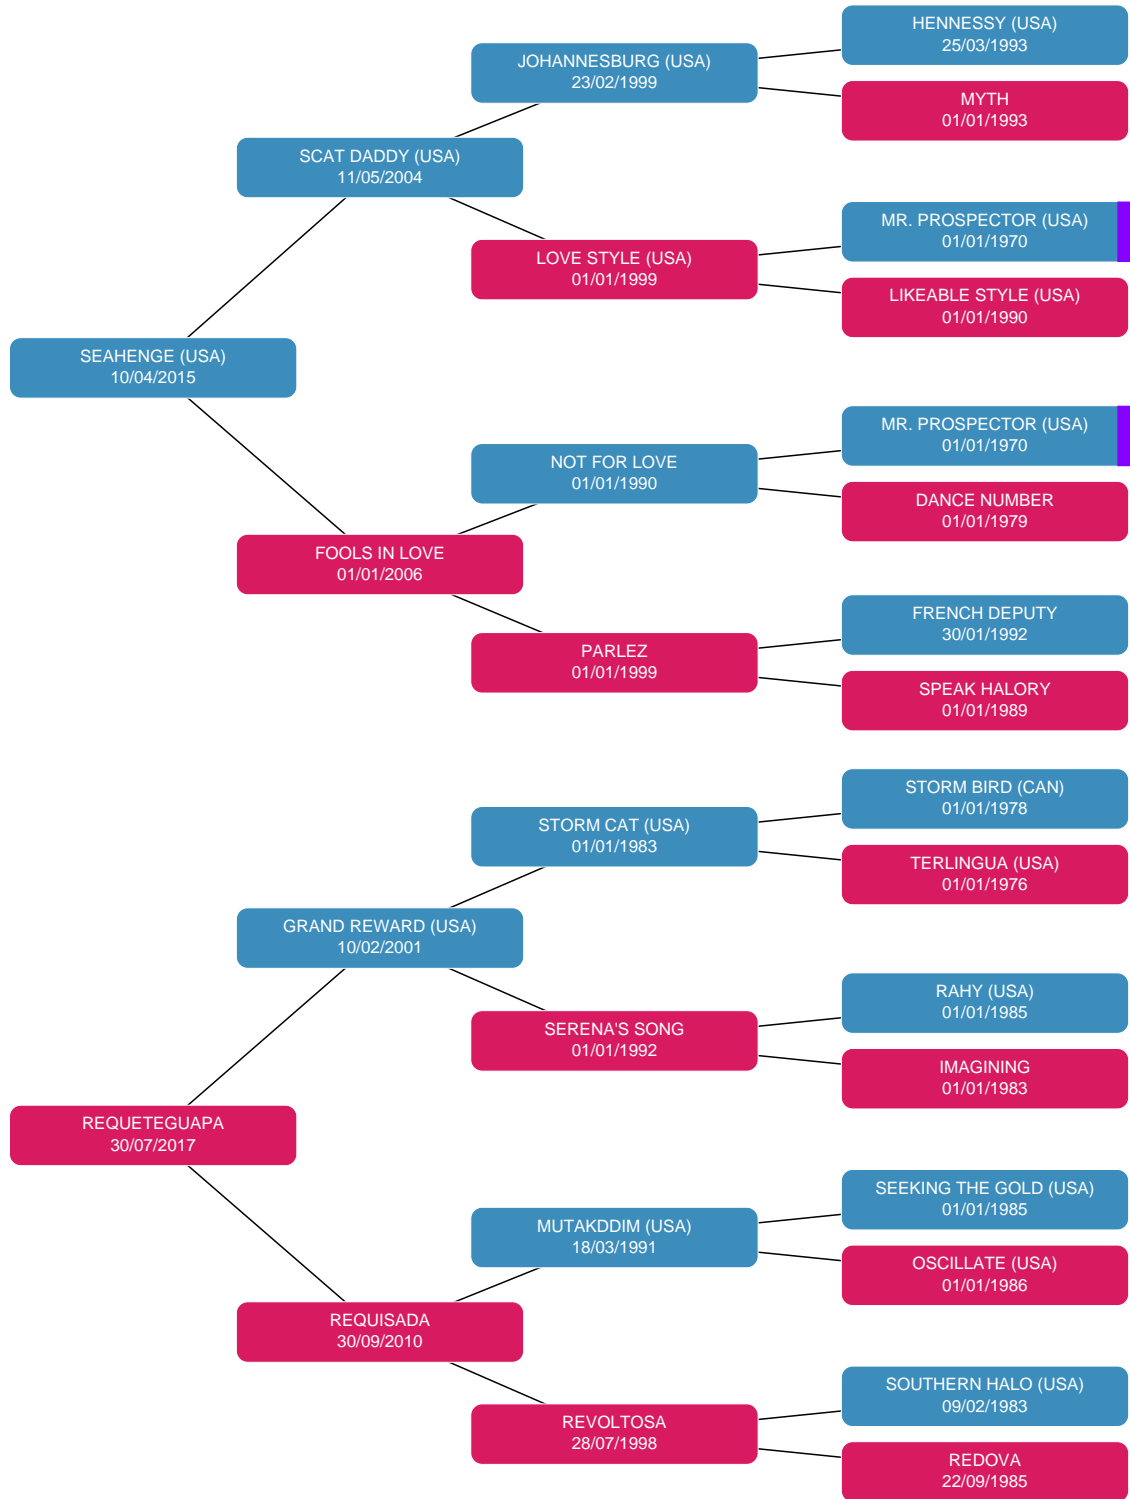 HENNESSY (USA)
25/03/1993
JOHANNESBURG (USA)
23/02/1999
MYTH
01/01/1993
SCAT DADDY (USA)
11/05/2004
MR. PROSPECTOR (USA)
01/01/1970
LOVE STYLE (USA)
01/01/1999
LIKEABLE STYLE (USA)
01/01/1990
SEAHENGE (USA)
10/04/2015
MR. PROSPECTOR (USA)
01/01/1970
NOT FOR LOVE
01/01/1990
DANCE NUMBER
01/01/1979
FOOLS IN LOVE
01/01/2006
FRENCH DEPUTY
30/01/1992
PARLEZ
01/01/1999
SPEAK HALORY
01/01/1989
STORM BIRD (CAN)
01/01/1978
STORM CAT (USA)
01/01/1983
TERLINGUA (USA)
01/01/1976
GRAND REWARD (USA)
10/02/2001
RAHY (USA)
01/01/1985
SERENA'S SONG
01/01/1992
IMAGINING
01/01/1983
REQUETEGUAPA
30/07/2017
SEEKING THE GOLD (USA)
01/01/1985
MUTAKDDIM (USA)
18/03/1991
OSCILLATE (USA)
01/01/1986
REQUISADA
30/09/2010
SOUTHERN HALO (USA)
09/02/1983
REVOLTOSA
28/07/1998
REDOVA
22/09/1985